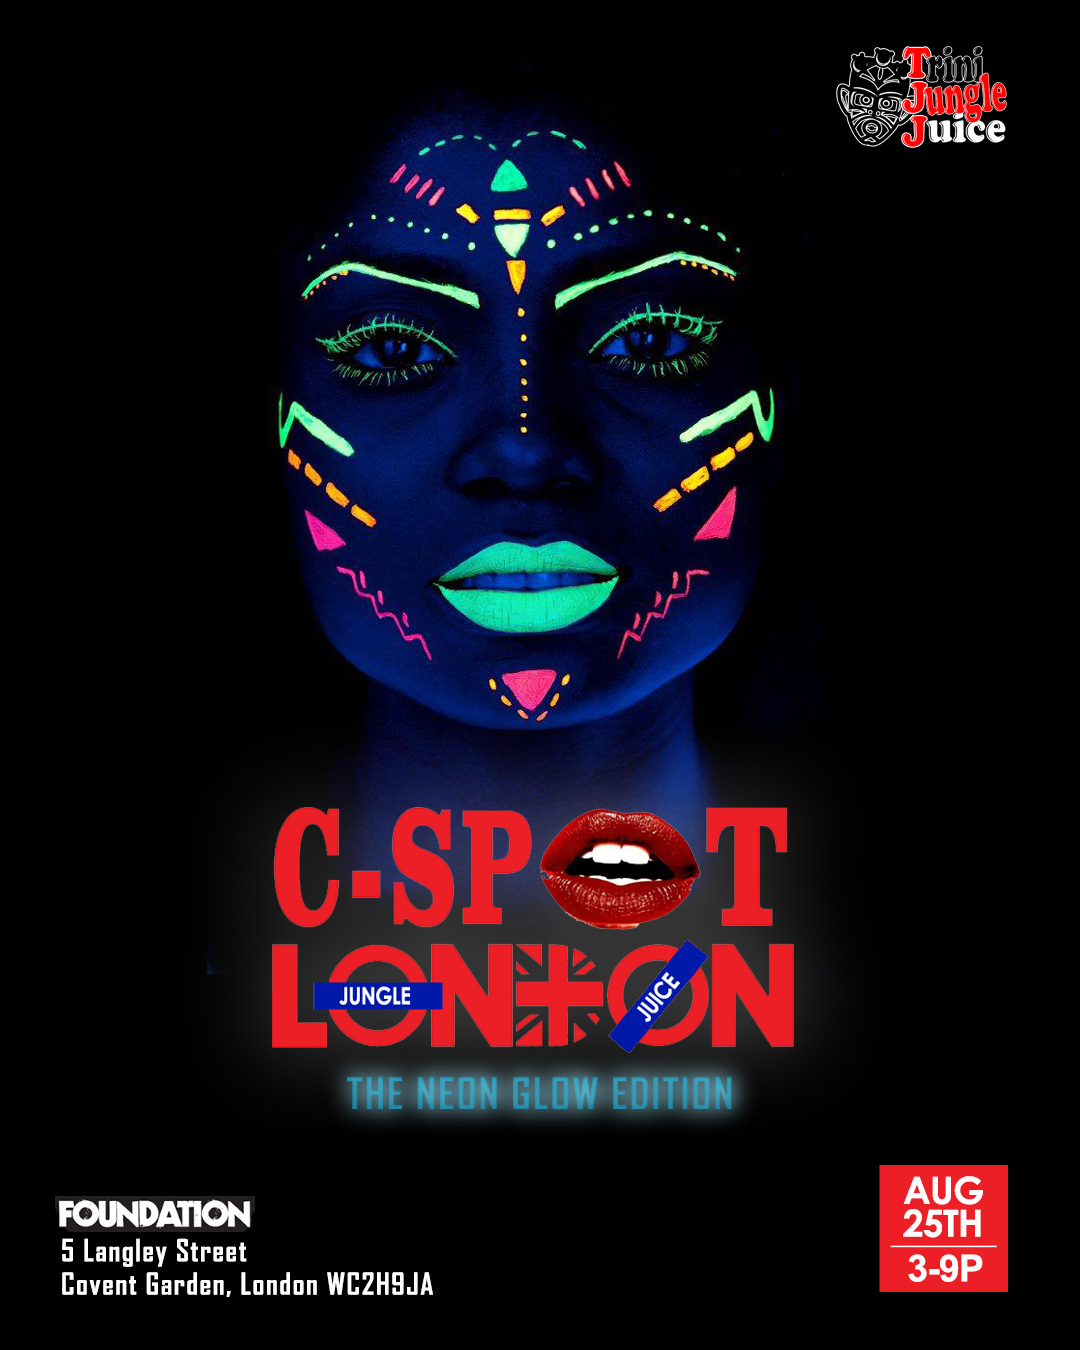 Trini
Jungle
Juice
C-SPOT
LONDON
JUNGLE
JUICE
THE NEON GLOW EDITION
FOUNDATION
5 Langley Street
Covent Garden, London WC2H9JA
AUG
25TH
3-9P